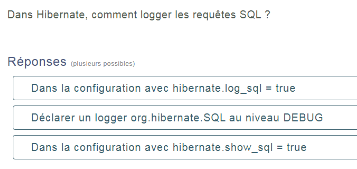 Dans Hibernate, comment logger les requêtes SQL ?
Réponses (plusieurs possibles)
Dans la configuration avec hibernate.log_sql = true
Déclarer un logger org.hibernate.SQL au niveau DEBUG
Dans la configuration avec hibernate.show_sql = true